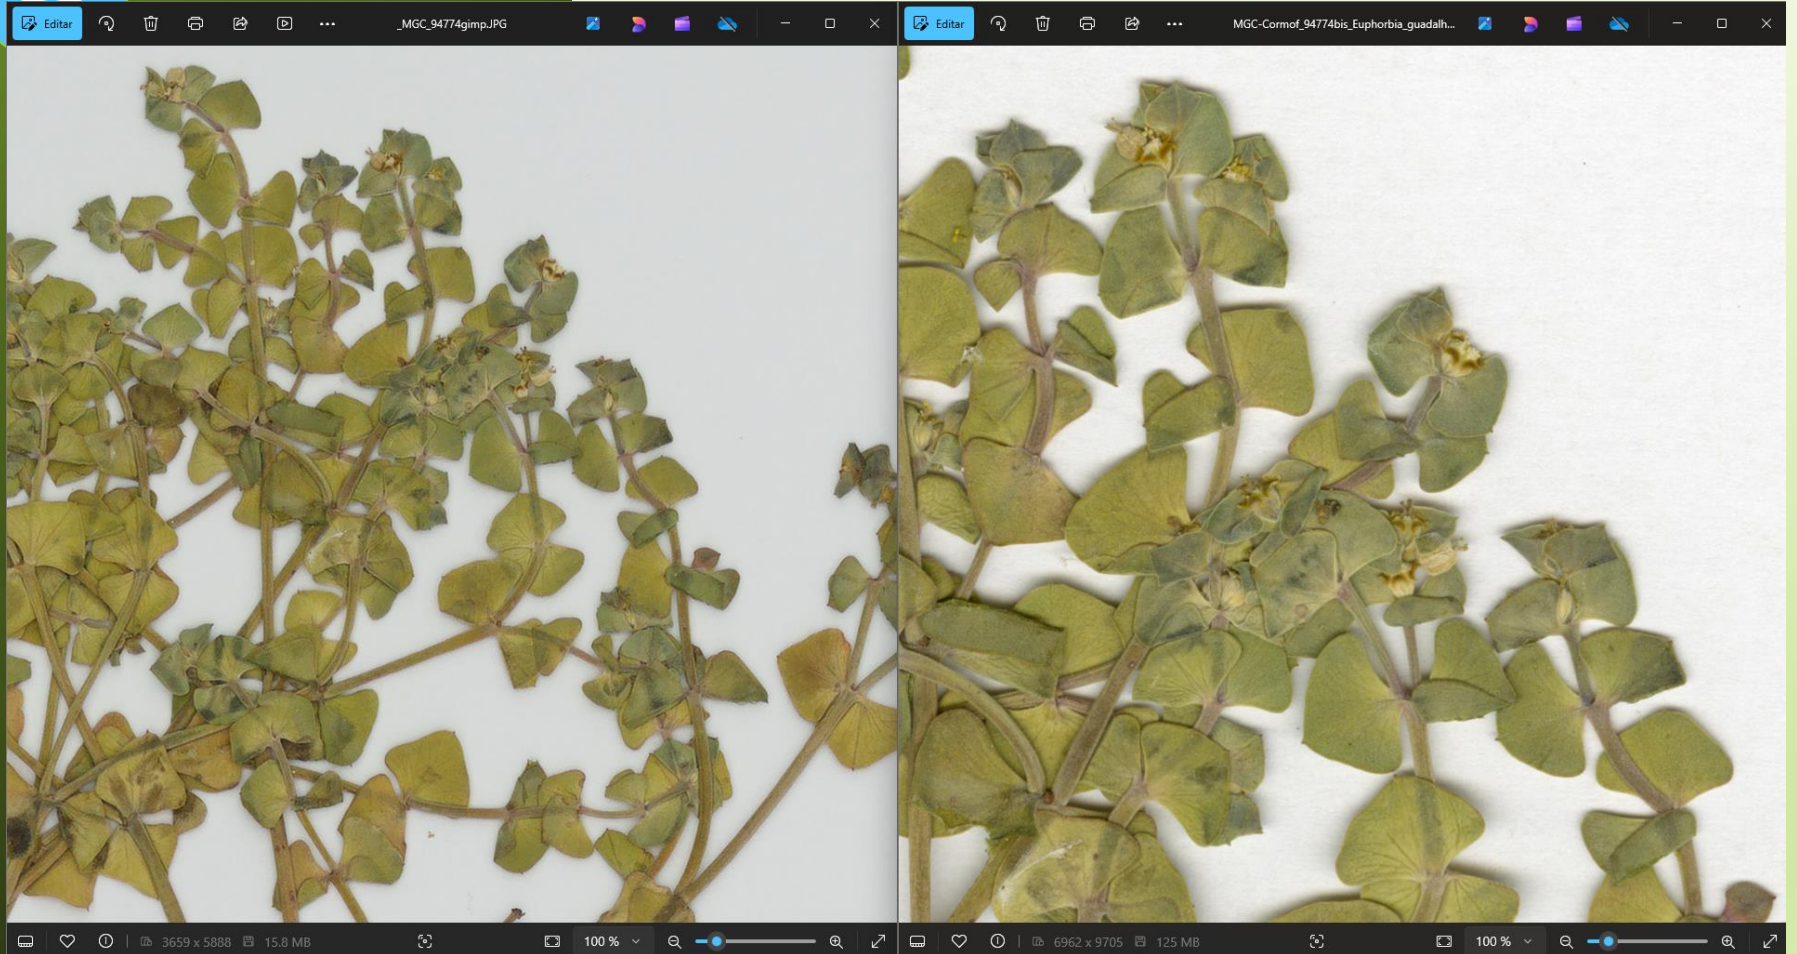 Editar
_MGC_94774gimp.JPG
3659 x 5888
15.8 MB
100 %
Editar
MGC-Cormof_94774bis_Euphorbia_guadalh...
6962 x 9705
125 MB
100 %